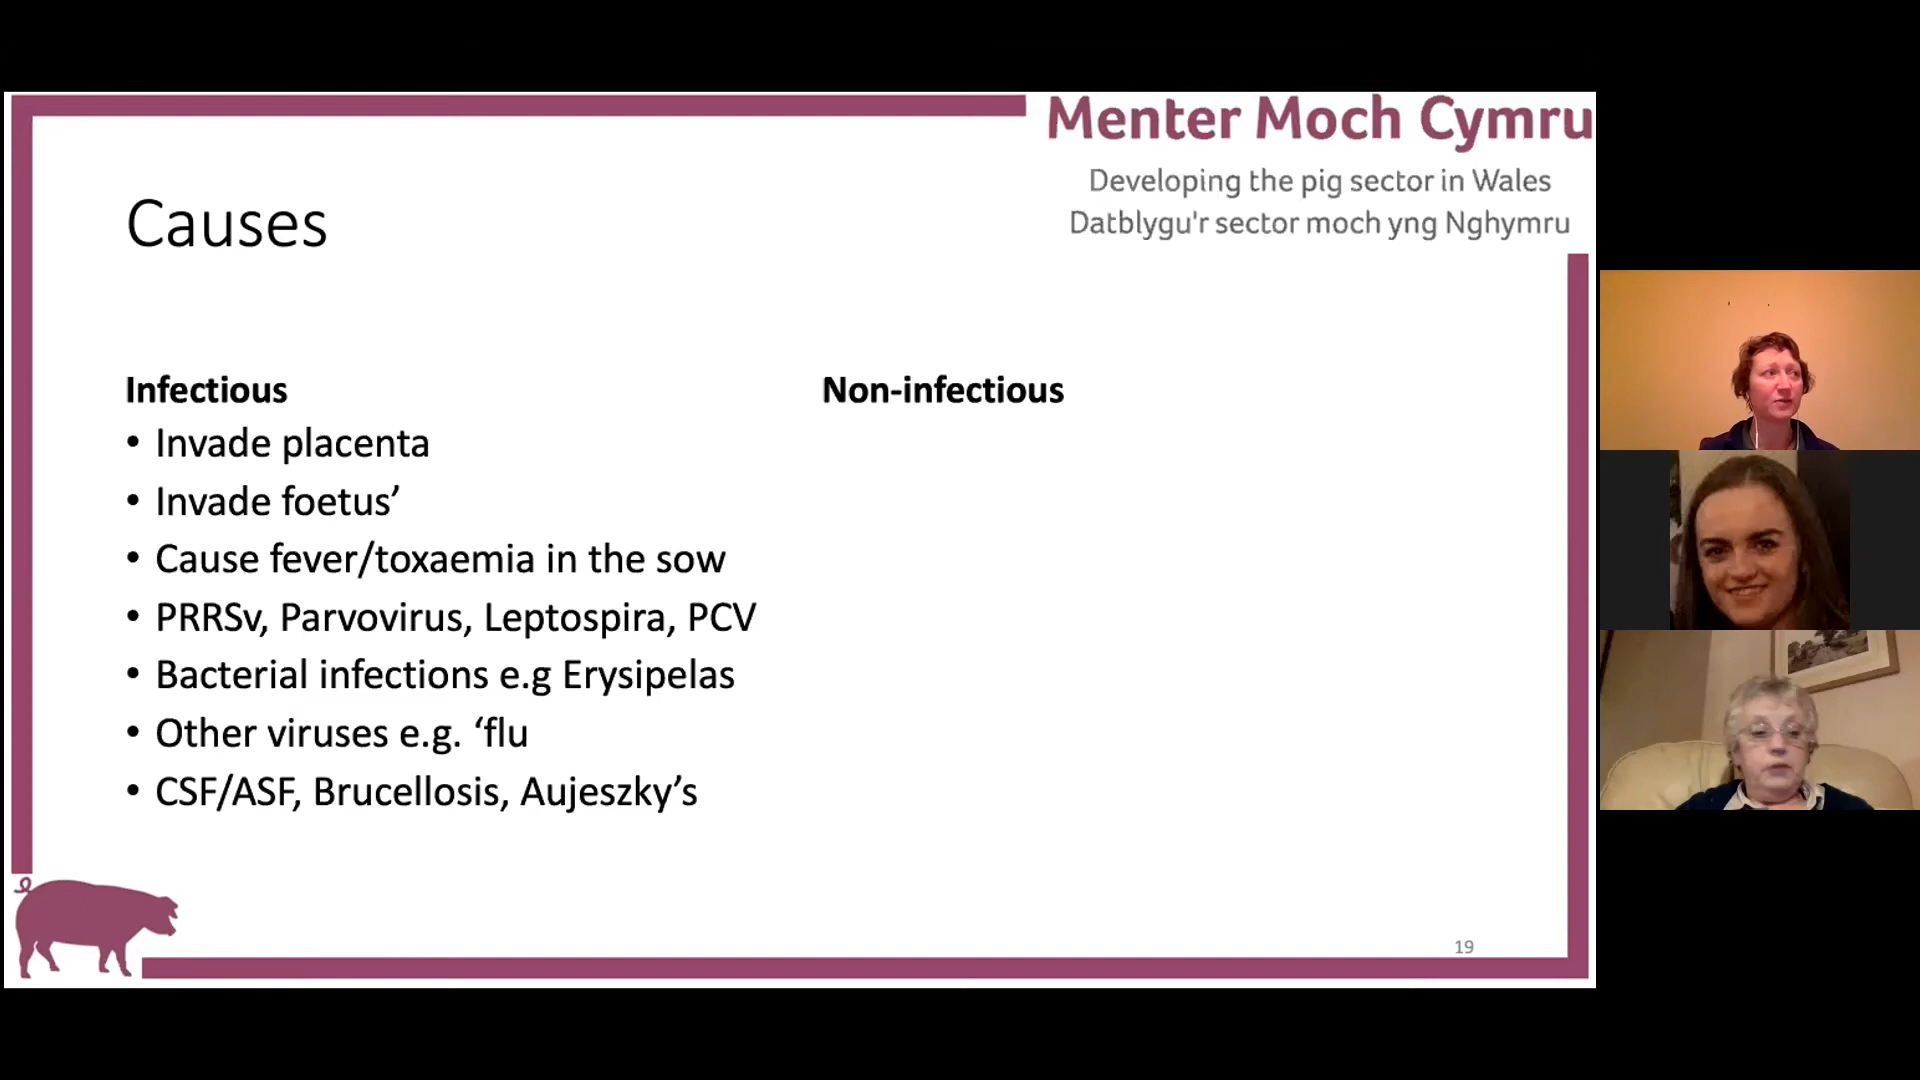 Menter Moch Cymru
Developing the pig sector in Wales
Datblygu'r sector moch yng Nghymru
Causes
Infectious
• Invade placenta
• Invade foetus’
• Cause fever/toxaemia in the sow
• PRRSv, Parvovirus, Leptospira, PCV
• Bacterial infections e.g Erysipelas
• Other viruses e.g. ‘flu
• CSF/ASF, Brucellosis, Aujeszky’s
Non-infectious
19